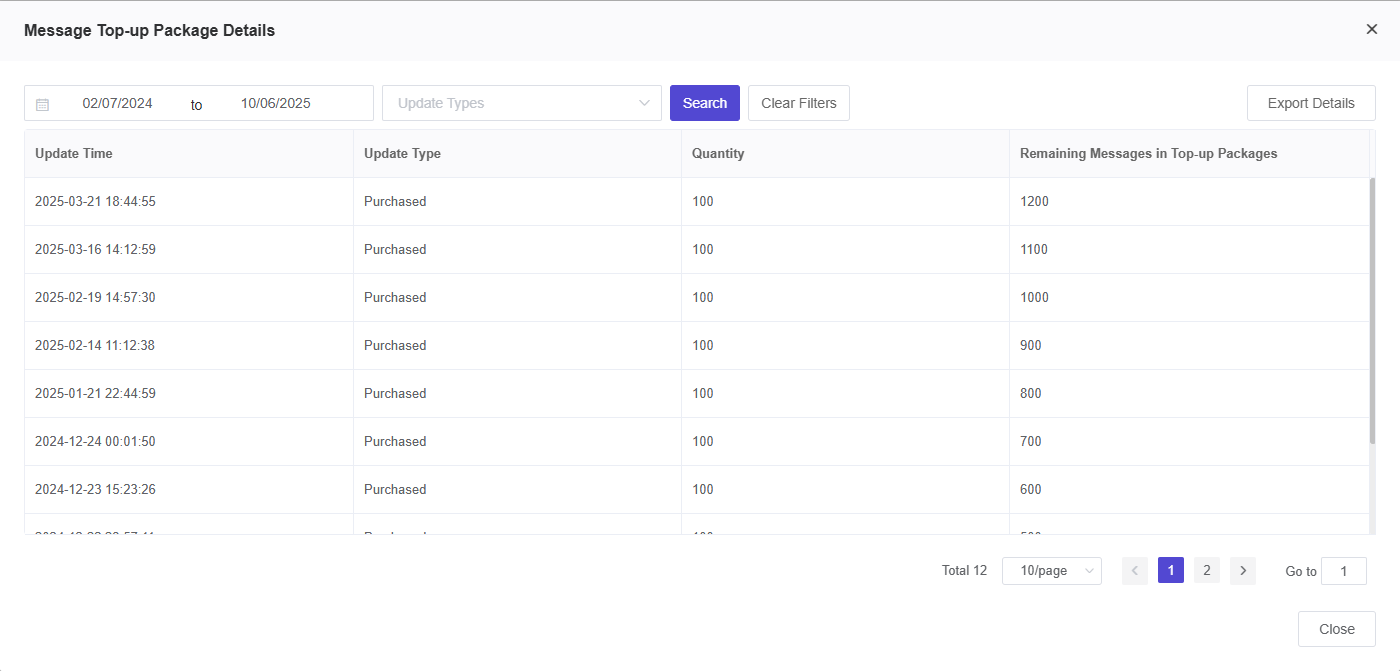 Message Top-up Package Details
02/07/2024 to 10/06/2025 Update Types Search Clear Filters Export Details
Update Time Update Type Quantity Remaining Messages in Top-up Packages
2025-03-21 18:44:55 Purchased 100 1200
2025-03-16 14:12:59 Purchased 100 1100
2025-02-19 14:57:30 Purchased 100 1000
2025-02-14 11:12:38 Purchased 100 900
2025-01-21 22:44:59 Purchased 100 800
2024-12-24 00:01:50 Purchased 100 700
2024-12-23 15:23:26 Purchased 100 600
Total 12 10/page 1 2 Go to 1
Close